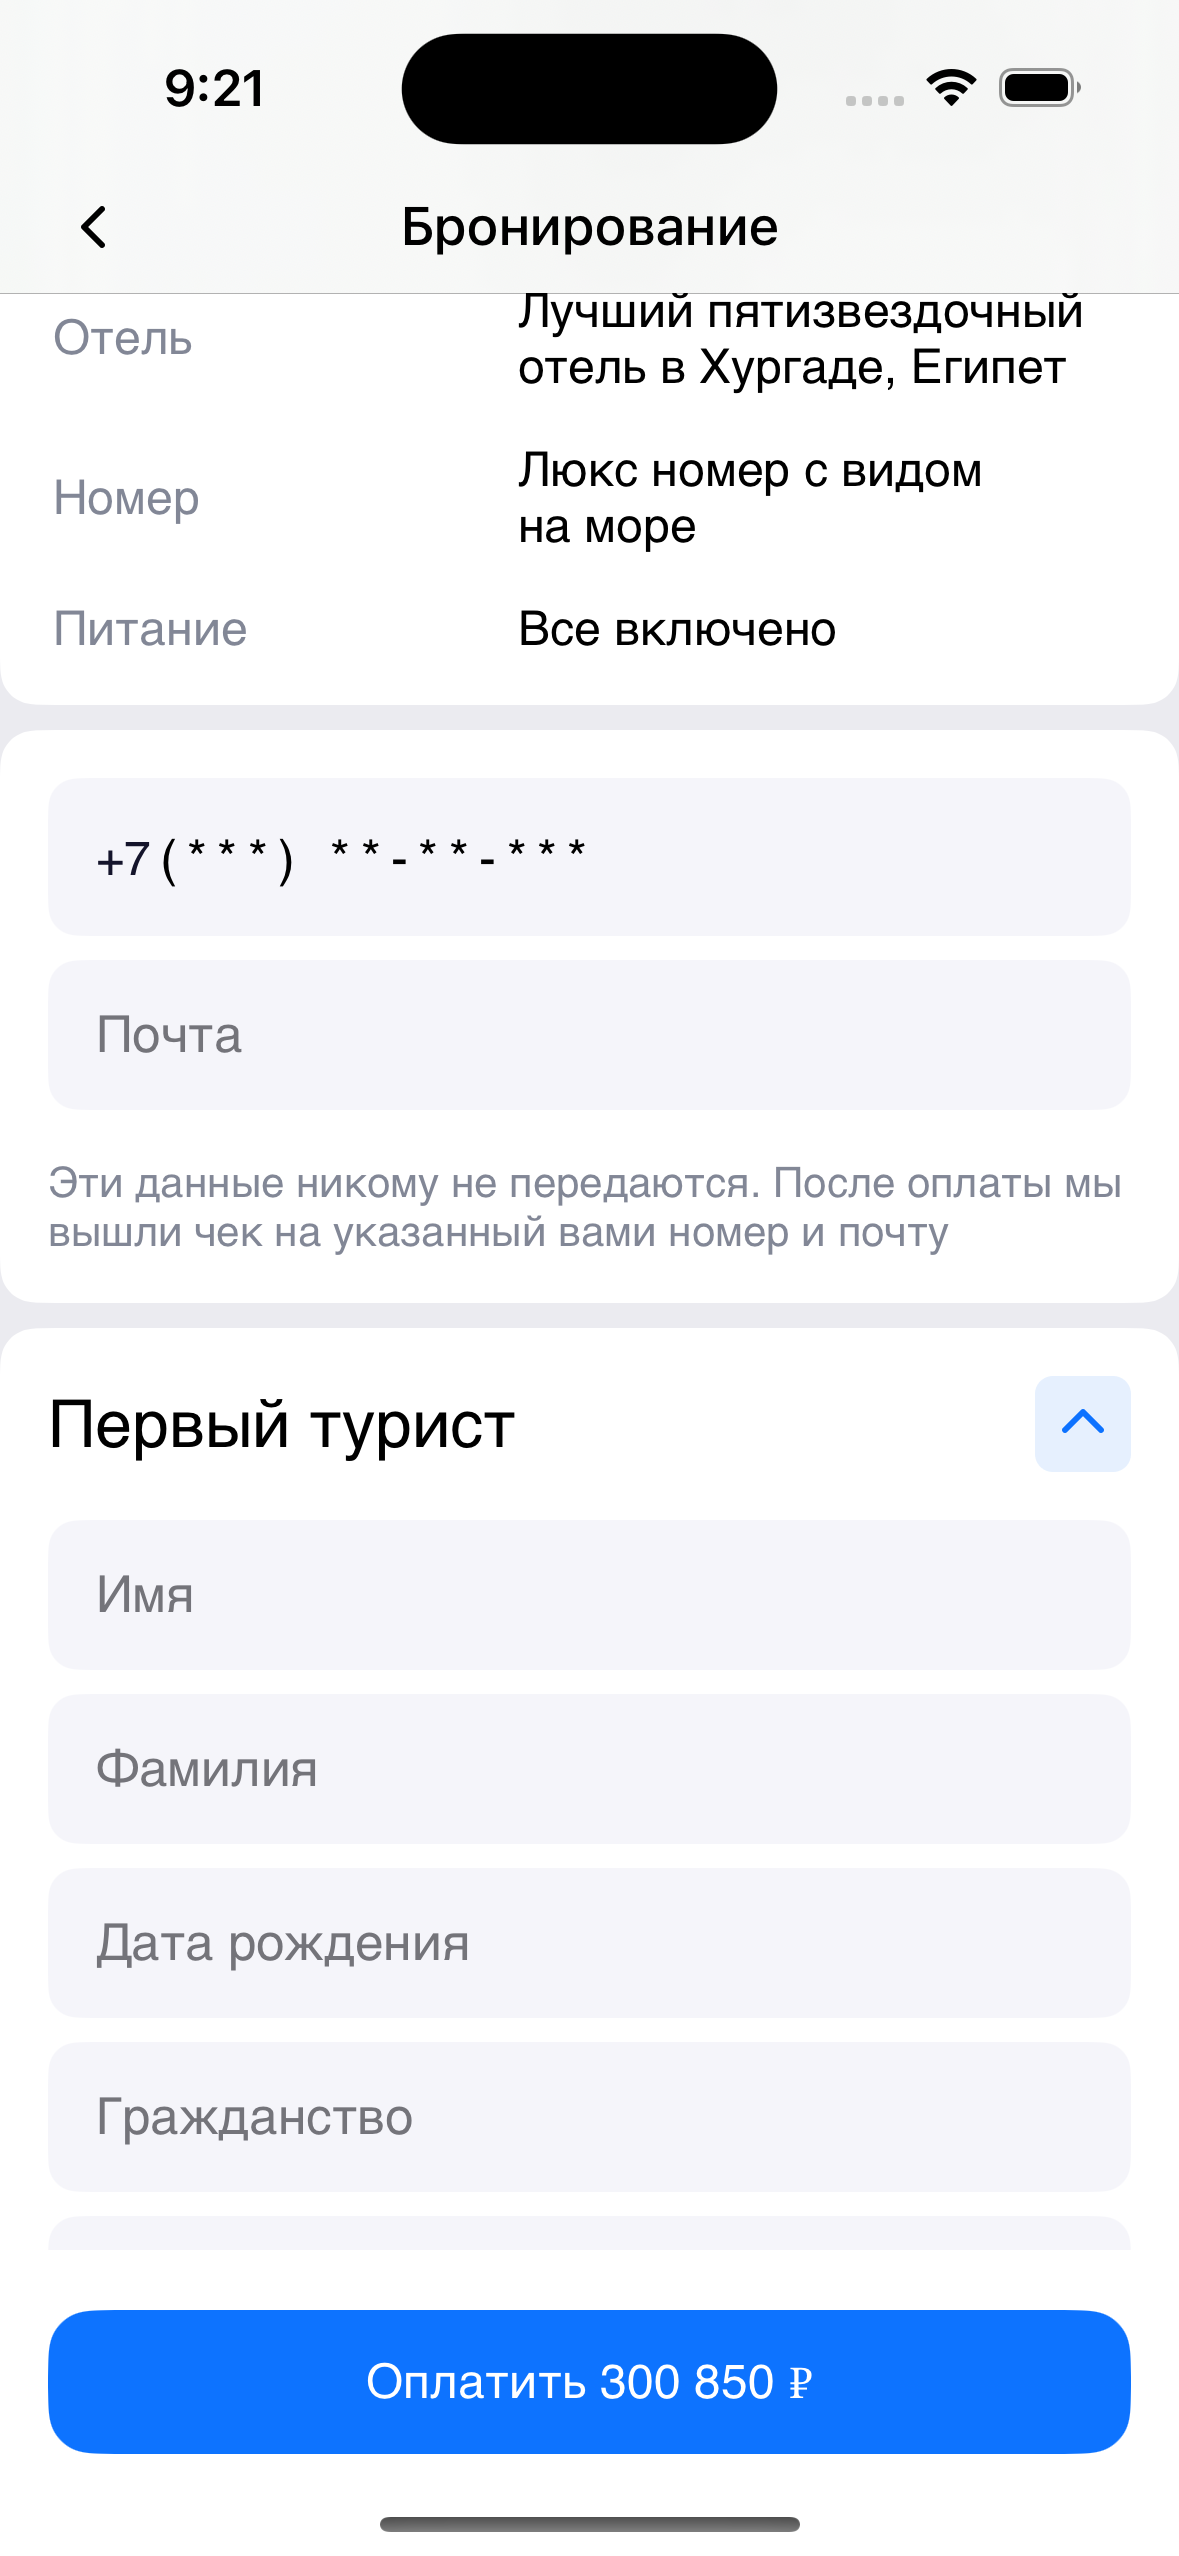 9:21
Бронирование
Отель
Лучший пятизвездочный
отель в Хургаде, Египет
Номер
Люкс номер с видом
на море
Питание
Все включено
+7(***) **-**-***
Почта
Эти данные никому не передаются. После оплаты мы
вышли чек на указанный вами номер и почту
Первый турист
Имя
Фамилия
Дата рождения
Гражданство
Оплатить 300 850 ₽